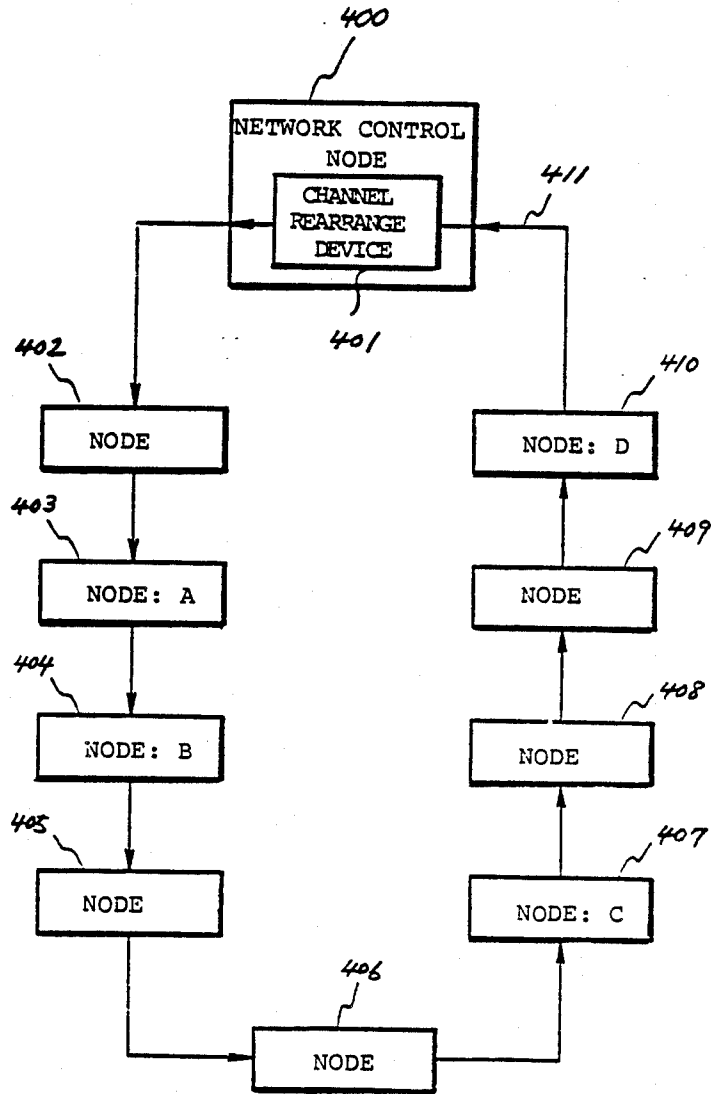 400
NETWORK CONTROL
NODE
CHANNEL
REARRANGE
DEVICE
401
411
402
NODE
410
NODE: D
403
NODE: A
409
NODE
404
NODE: B
408
NODE
405
NODE
407
NODE: C
406
NODE